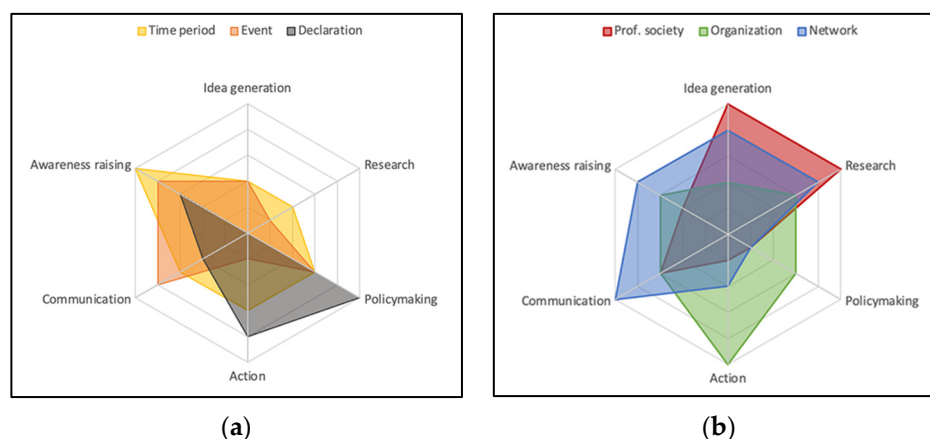 Time period Event Declaration
Idea generation
Awareness raising Research
Communication Policymaking
Action
(a)
Prof. society Organization Network
Idea generation
Awareness raising Research
Communication Policymaking
Action
(b)